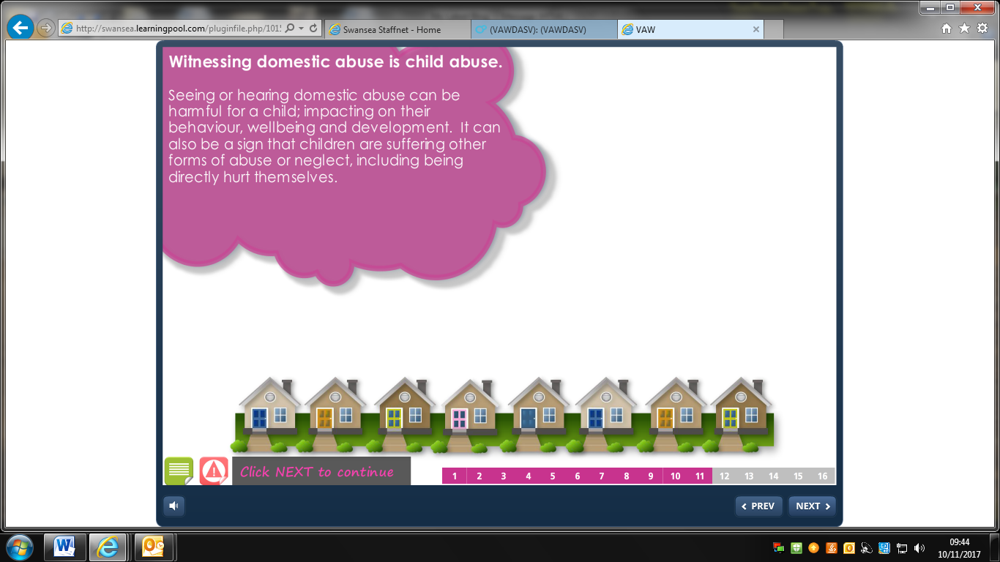 http://swansea.learningpool.com/pluginfile.php/101
Swansea Staffnet - Home
(VAWDASV): (VAWDASV)
VAW
Witnessing domestic abuse is child abuse.
Seeing or hearing domestic abuse can be
harmful for a child; impacting on their
behaviour, wellbeing and development. It can
also be a sign that children are suffering other
forms of abuse or neglect, including being
directly hurt themselves.
Click NEXT to continue
1 2 3 4 5 6 7 8 9 10 11 12 13 14 15 16
PREV
NEXT
09:44
10/11/2017